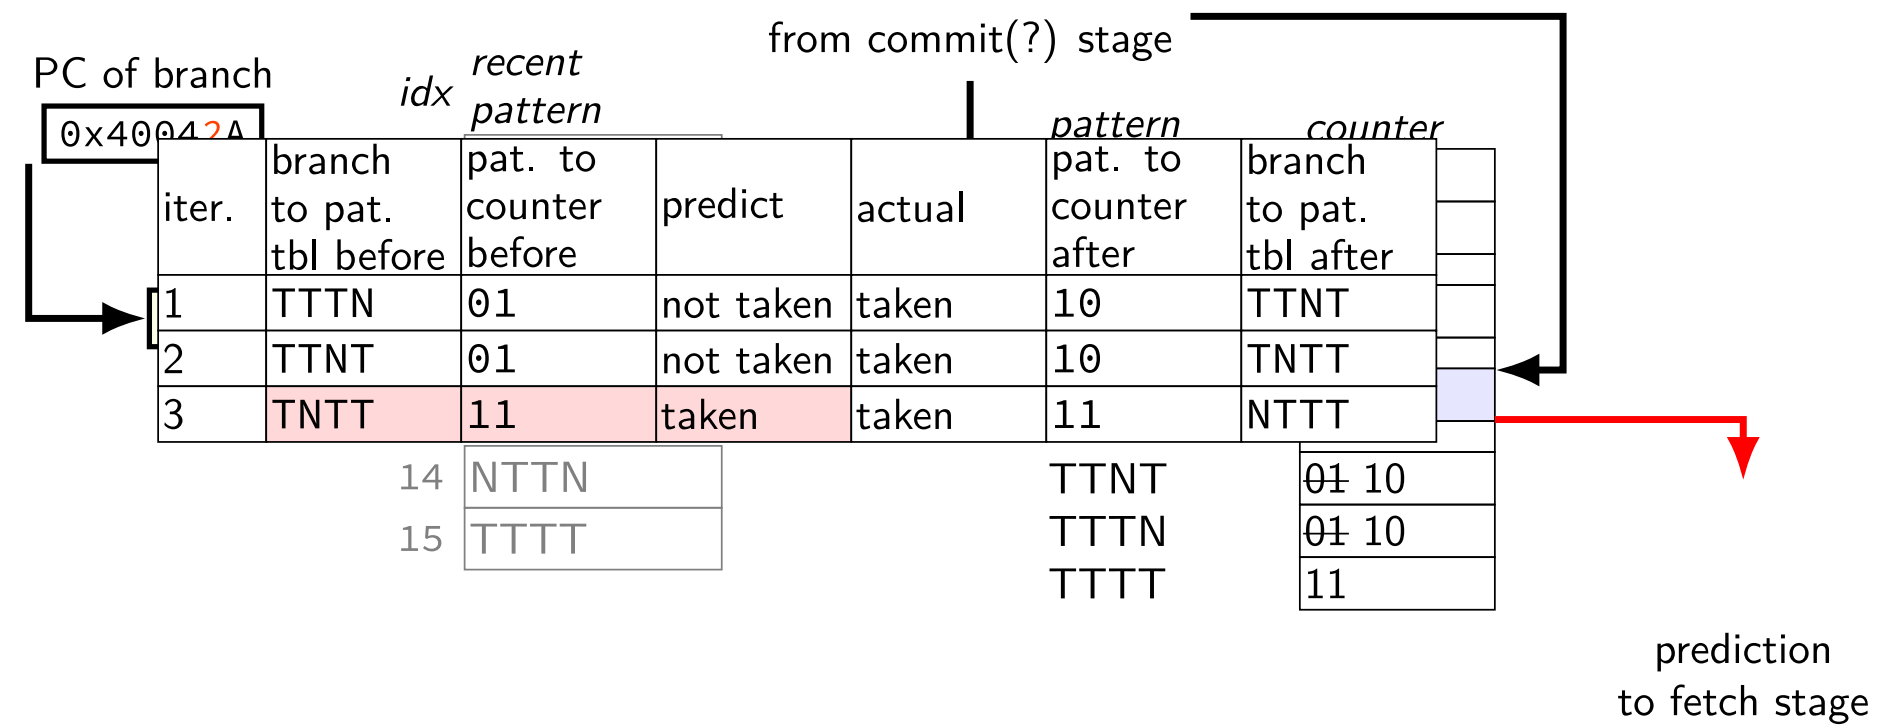 from commit(?) stage
PC of branch
idx
recent
pattern
0x40042A
pattern
counter
iter.
branch
to pat.
tbl before
pat. to
counter
before
predict
actual
pat. to
counter
after
branch
to pat.
tbl after
1 TTTN 01 not taken taken 10 TTNT
2 TTNT 01 not taken taken 10 TNTT
3 TNTT 11 taken taken 11 NTTT
14 NTTN
TTNT 01 10
15 TTTT
TTTN 01 10
TTTT 11
prediction
to fetch stage